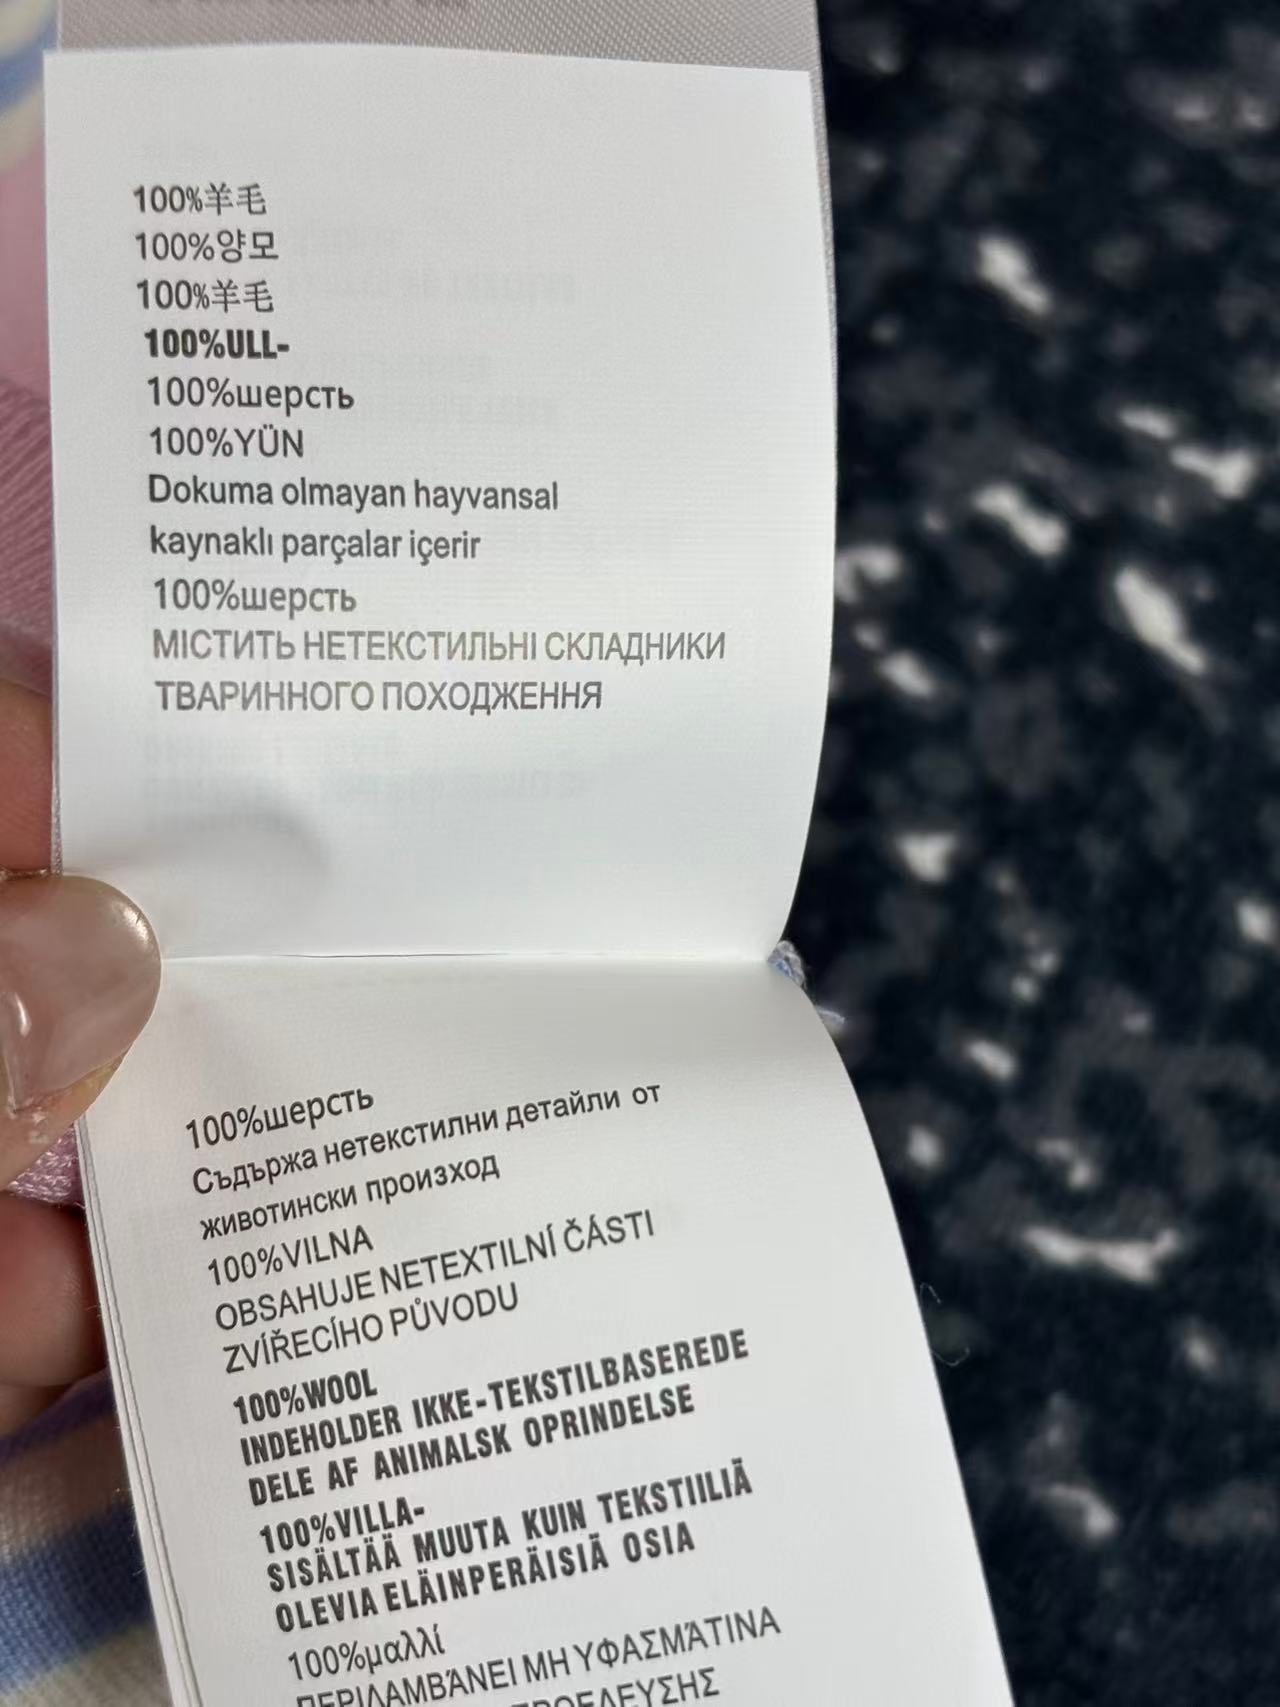 100%羊毛
100%양모
100%羊毛
100%ULL-
100%шерсть
100%YÜN
Dokuma olmayan hayvansal
kaynaklı parçalar içerir
100%шерсть
МІСТИТЬ НЕТЕКСТИЛЬНІ СКЛАДНИКИ
ТВАРИННОГО ПОХОДЖЕННЯ
100%шерсть
Съдържа нетекстилни детайли от
животински произход
100%VILNA
OBSAHUJE NETEXTILNÍ ČÁSTI
ZVÍŘECÍHO PŮVODU
100%WOOL
INDEHOLDER IKKE-TEKSTILBASEREDE
DELE AF ANIMALSK OPRINDELSE
100%VILLA-
SISÄLTÄÄ MUUTA KUIN TEKSTIILIÄ
OLEVIA ELÄINPERÄISIÄ OSIA
100%μαλλί
ΠΕΡΙΛΑΜΒΆΝΕΙ ΜΗ ΥΦΑΣΜΆΤΙΝΑ